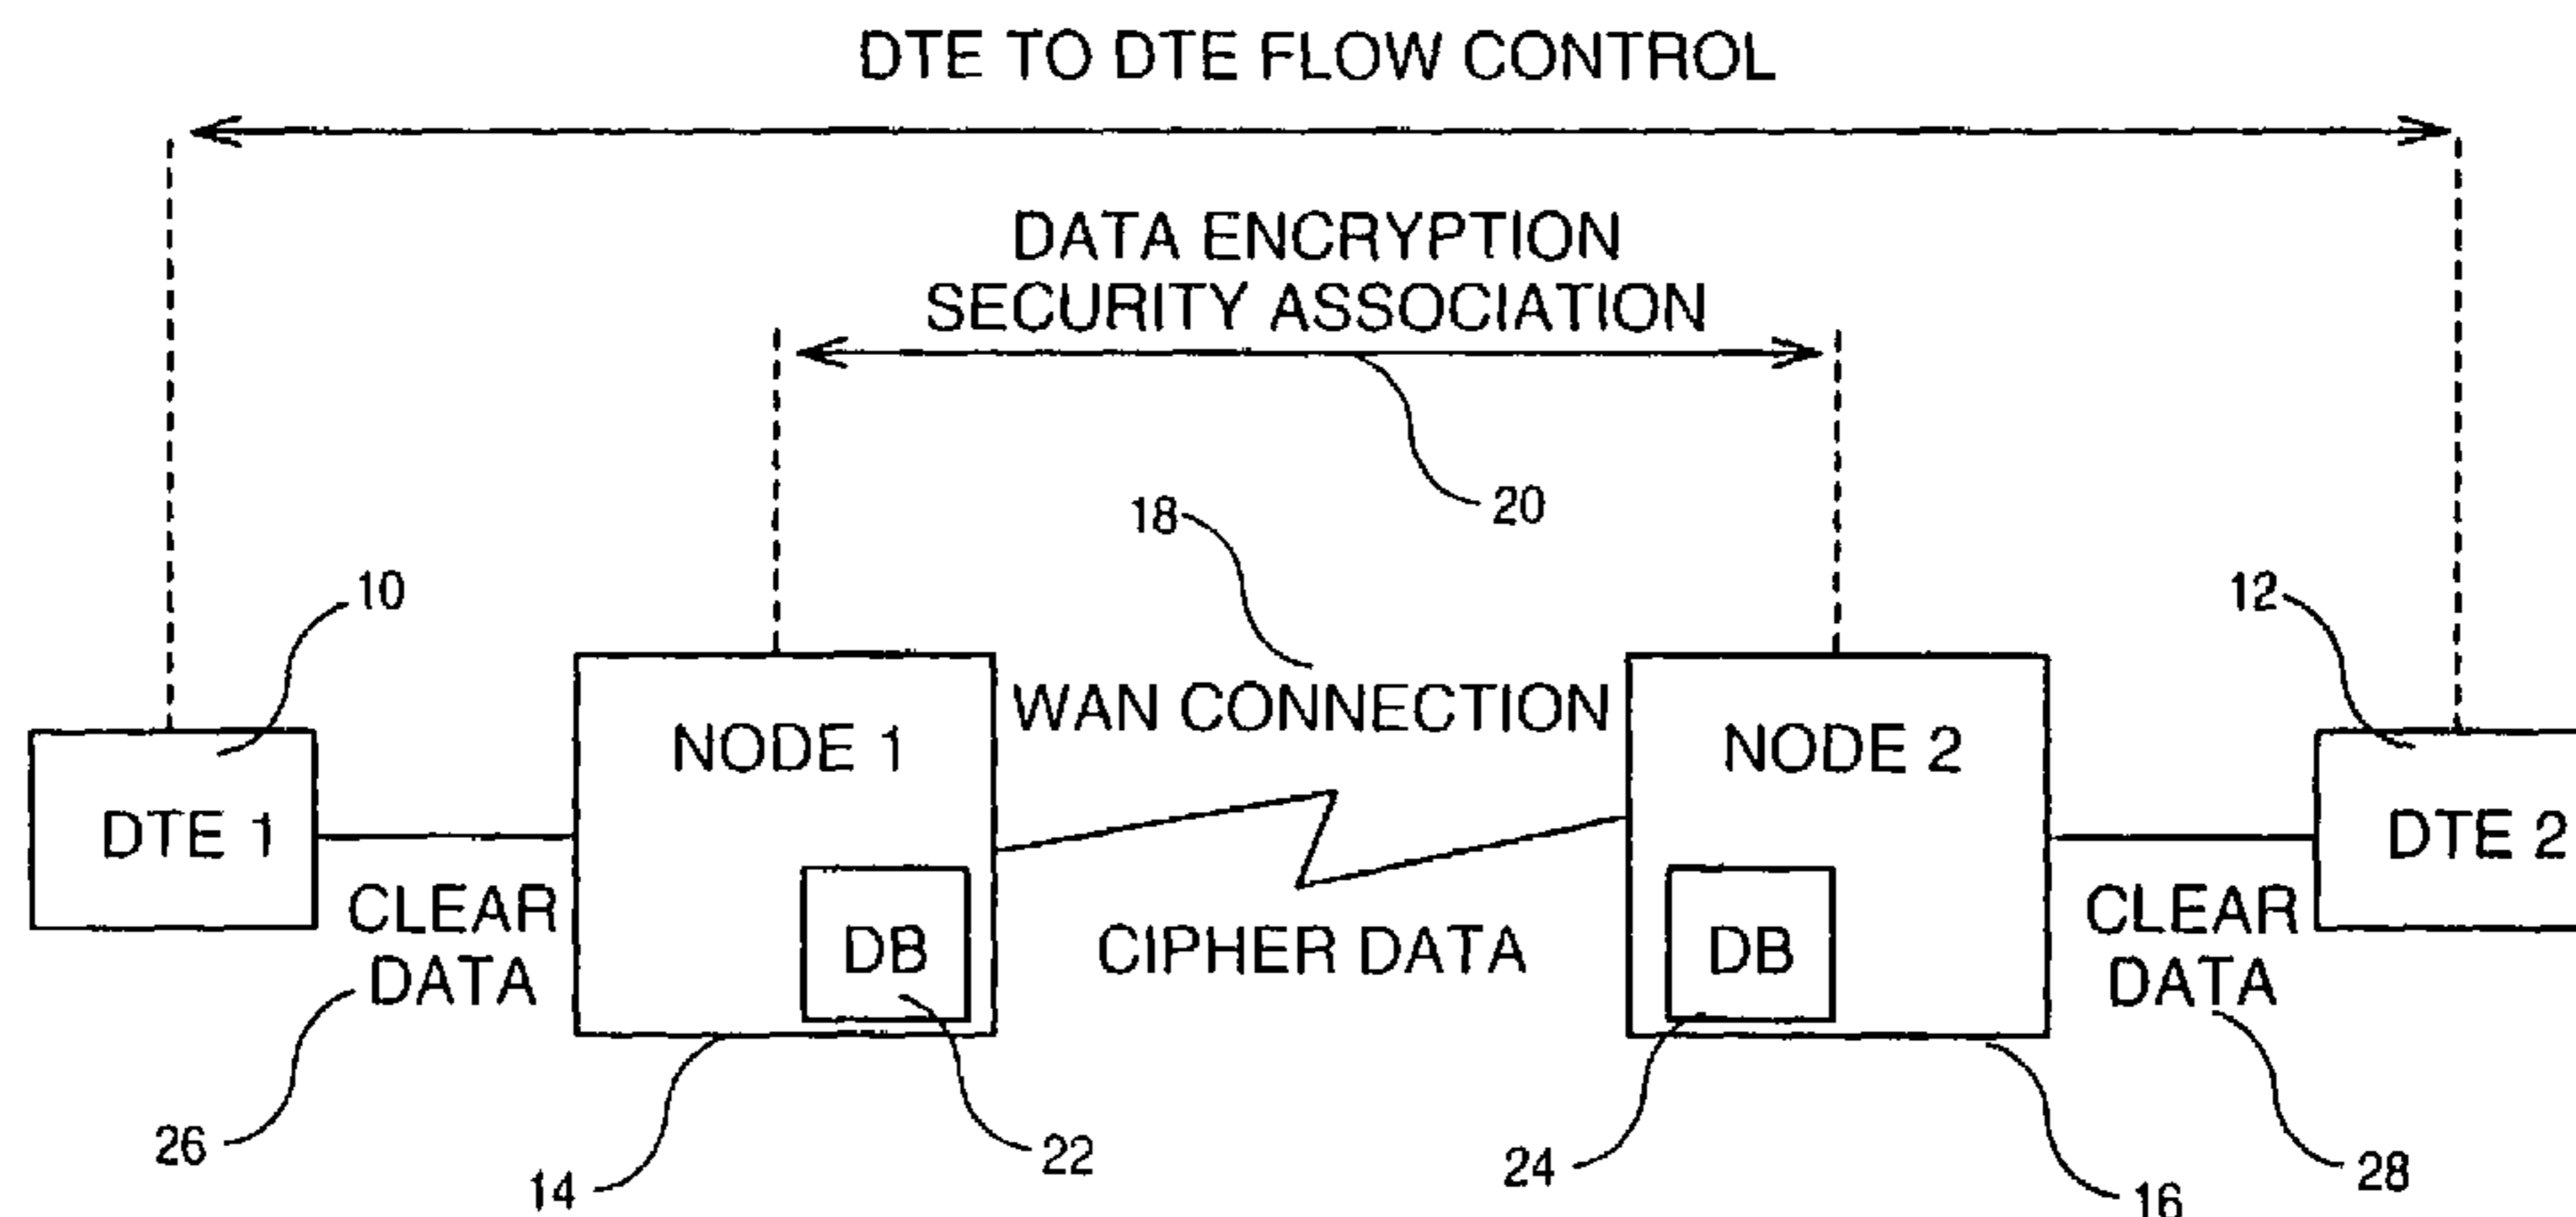 DTE TO DTE FLOW CONTROL
DATA ENCRYPTION
SECURITY ASSOCIATION
20
18
10
12
WAN CONNECTION
NODE 1
NODE 2
DTE 1
DTE 2
CLEAR
DATA
DB
CIPHER DATA
DB
CLEAR
DATA
26
22
24
28
14
16